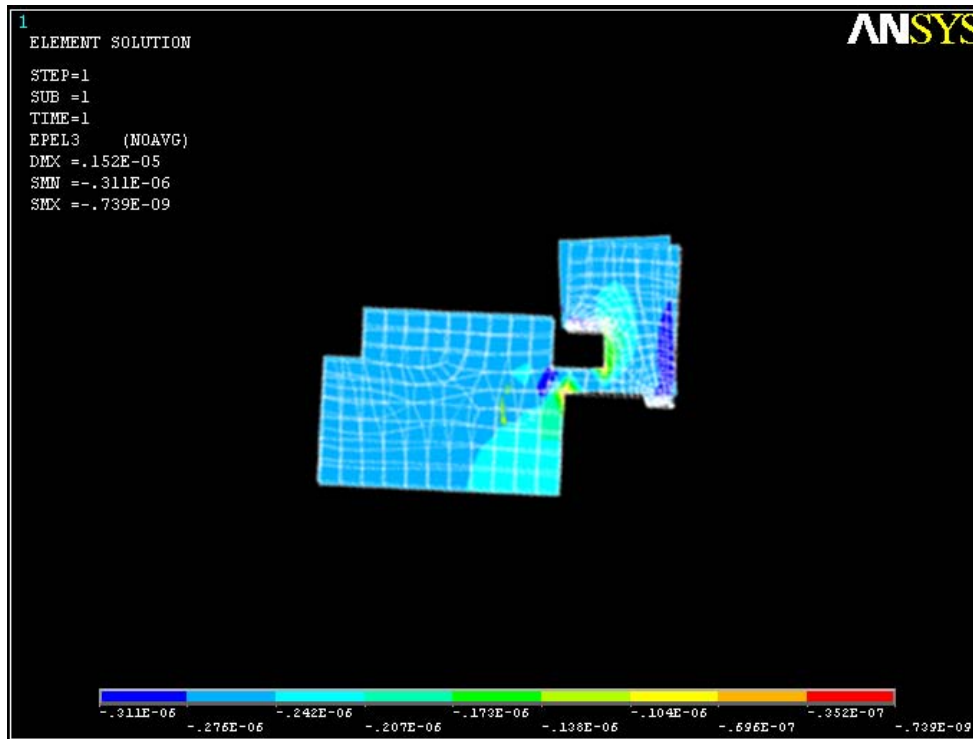 1
ANSYS
ELEMENT SOLUTION
STEP=1
SUB =1
TIME=1
EPEL3 (NOAVG)
DMX =.152E-05
SMN =-.311E-06
SMX =-.739E-09
-.311E-06 -.242E-06 -.173E-06 -.104E-06 -.352E-07
-.276E-06 -.207E-06 -.138E-06 -.696E-07 -.739E-09